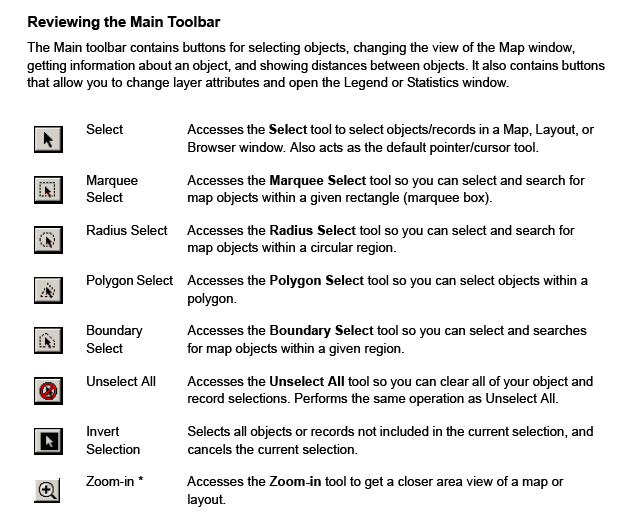 Reviewing the Main Toolbar
The Main toolbar contains buttons for selecting objects, changing the view of the Map window,
getting information about an object, and showing distances between objects. It also contains buttons
that allow you to change layer attributes and open the Legend or Statistics window.
Select
Accesses the Select tool to select objects/records in a Map, Layout, or
Browser window. Also acts as the default pointer/cursor tool.
Marquee
Select
Accesses the Marquee Select tool so you can select and search for
map objects within a given rectangle (marquee box).
Radius Select
Accesses the Radius Select tool so you can select and search for
map objects within a circular region.
Polygon Select
Accesses the Polygon Select tool so you can select objects within a
polygon.
Boundary
Select
Accesses the Boundary Select tool so you can select and searches
for map objects within a given region.
Unselect All
Accesses the Unselect All tool so you can clear all of your object and
record selections. Performs the same operation as Unselect All.
Invert
Selection
Selects all objects or records not included in the current selection, and
cancels the current selection.
Zoom-in *
Accesses the Zoom-in tool to get a closer area view of a map or
layout.